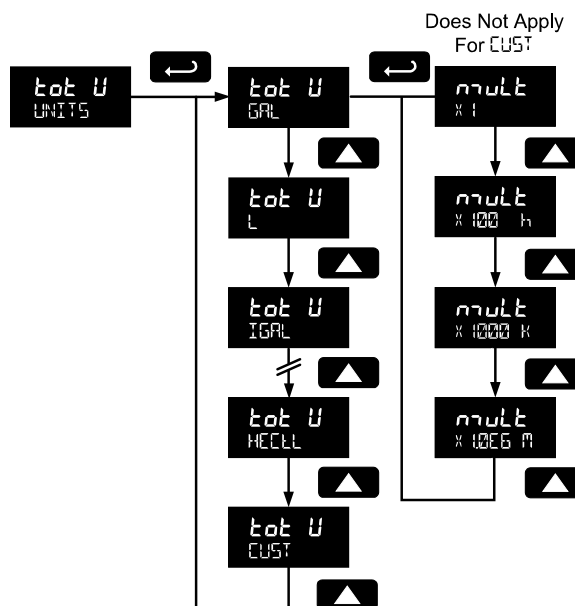 Does Not Apply
For CUST
tot U
UNITS
tot U
GAL
mult
X 1
tot U
L
mult
X 100 h
tot U
IGAL
mult
X 1000 K
tot U
HECtL
mult
X 1.0E6 M
tot U
CUST